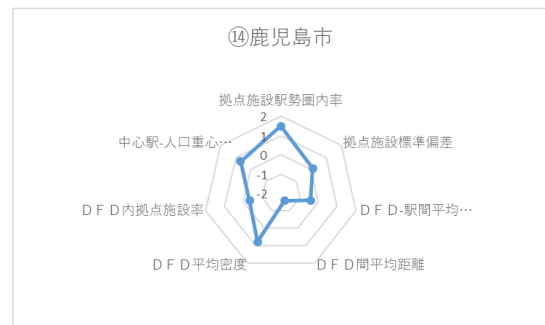 ⑭鹿児島市
拠点施設駅勢圏内率
2
1
0
-1
-2
拠点施設標準偏差
ＤＦＤ-駅間平均…
ＤＦＤ間平均距離
ＤＦＤ平均密度
ＤＦＤ内拠点施設率
中心駅-人口重心…